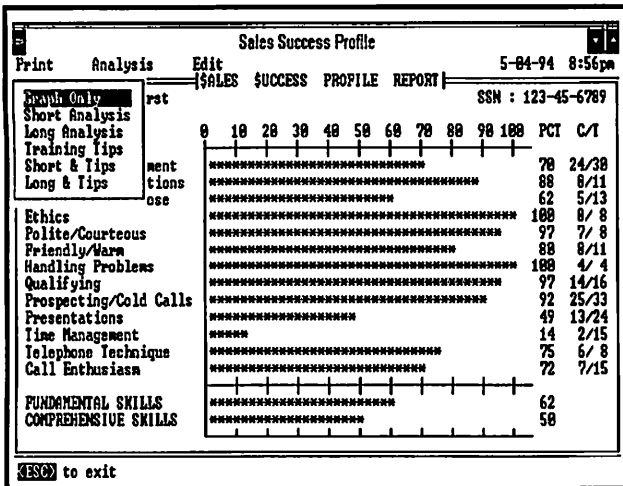 Sales Success Profile
Print Analysis Edit 5-04-94 8:56pm
$ALES $UCCESS PROFILE REPORT
Graph Only rst SSN : 123-45-6789
Short Analysis
Long Analysis 0 10 20 30 40 50 60 70 80 90 100 PCT C/T
Training Tips
Short & Tips ment 70 24/30
Long & Tips tions 88 8/11
ose 62 5/13
Ethics 100 8/ 8
Polite/Courteous 97 7/ 8
Friendly/Warm 80 8/11
Handling Problems 100 4/ 4
Qualifying 97 14/16
Prospecting/Cold Calls 92 25/33
Presentations 49 13/24
Time Management 14 2/15
Telephone Technique 75 6/ 8
Call Enthusiasm 72 7/15
FUNDAMENTAL SKILLS 62
COMPREHENSIVE SKILLS 50
<ESC> to exit